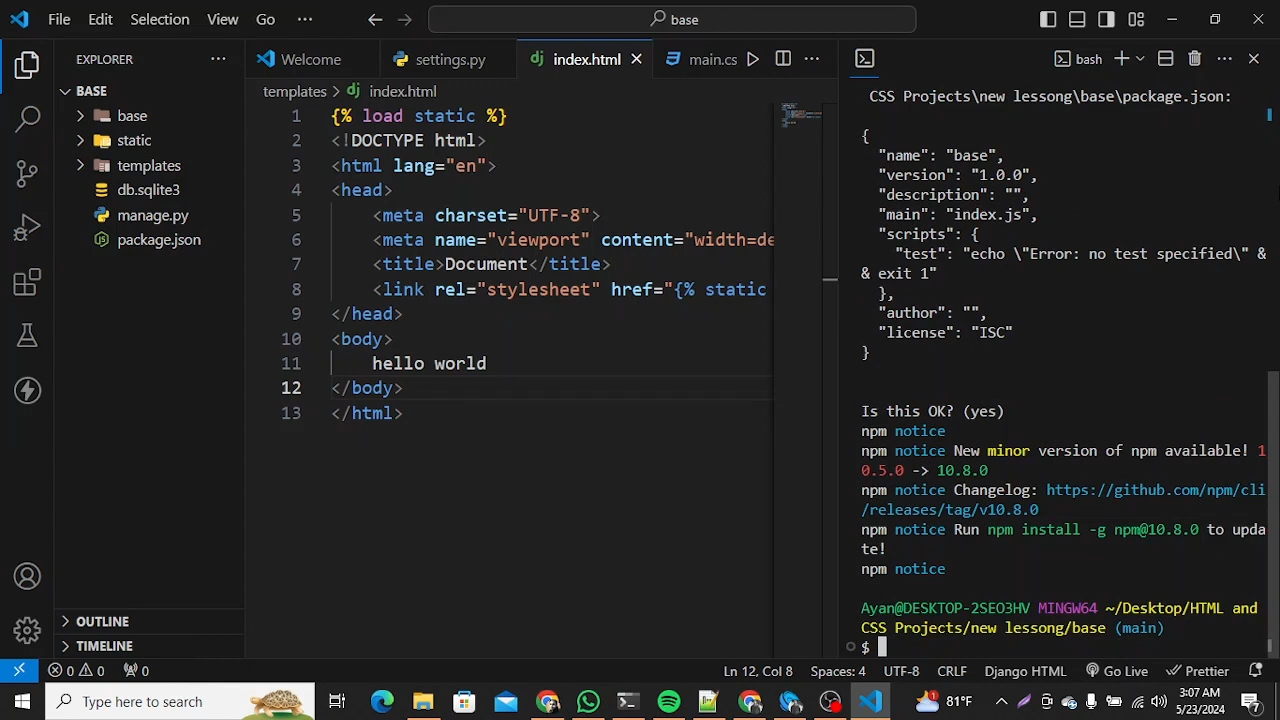 File Edit Selection View Go ··· base
EXPLORER ···
Welcome settings.py index.html main.cs ···
bash ···
BASE
base
static
templates
db.sqlite3
manage.py
package.json
OUTLINE
TIMELINE
templates > index.html
1 {% load static %}
2 <!DOCTYPE html>
3 <html lang="en">
4 <head>
5 <meta charset="UTF-8">
6 <meta name="viewport" content="width=de
7 <title>Document</title>
8 <link rel="stylesheet" href="{% static
9 </head>
10 <body>
11 hello world
12 </body>
13 </html>
CSS Projects\new lessong\base\package.json:
{
"name": "base",
"version": "1.0.0",
"description": "",
"main": "index.js",
"scripts": {
"test": "echo \"Error: no test specified\" &
& exit 1"
},
"author": "",
"license": "ISC"
}
Is this OK? (yes)
npm notice
npm notice New minor version of npm available! 1
0.5.0 -> 10.8.0
npm notice Changelog: https://github.com/npm/cli
/releases/tag/v10.8.0
npm notice Run npm install -g npm@10.8.0 to upda
te!
npm notice
Ayan@DESKTOP-2SEO3HV MINGW64 ~/Desktop/HTML and
CSS Projects/new lessong/base (main)
$
0 0 0 Ln 12, Col 8 Spaces: 4 UTF-8 CRLF Django HTML Go Live Prettier
Type here to search
1 81°F
3:07 AM
5/23/2024
7